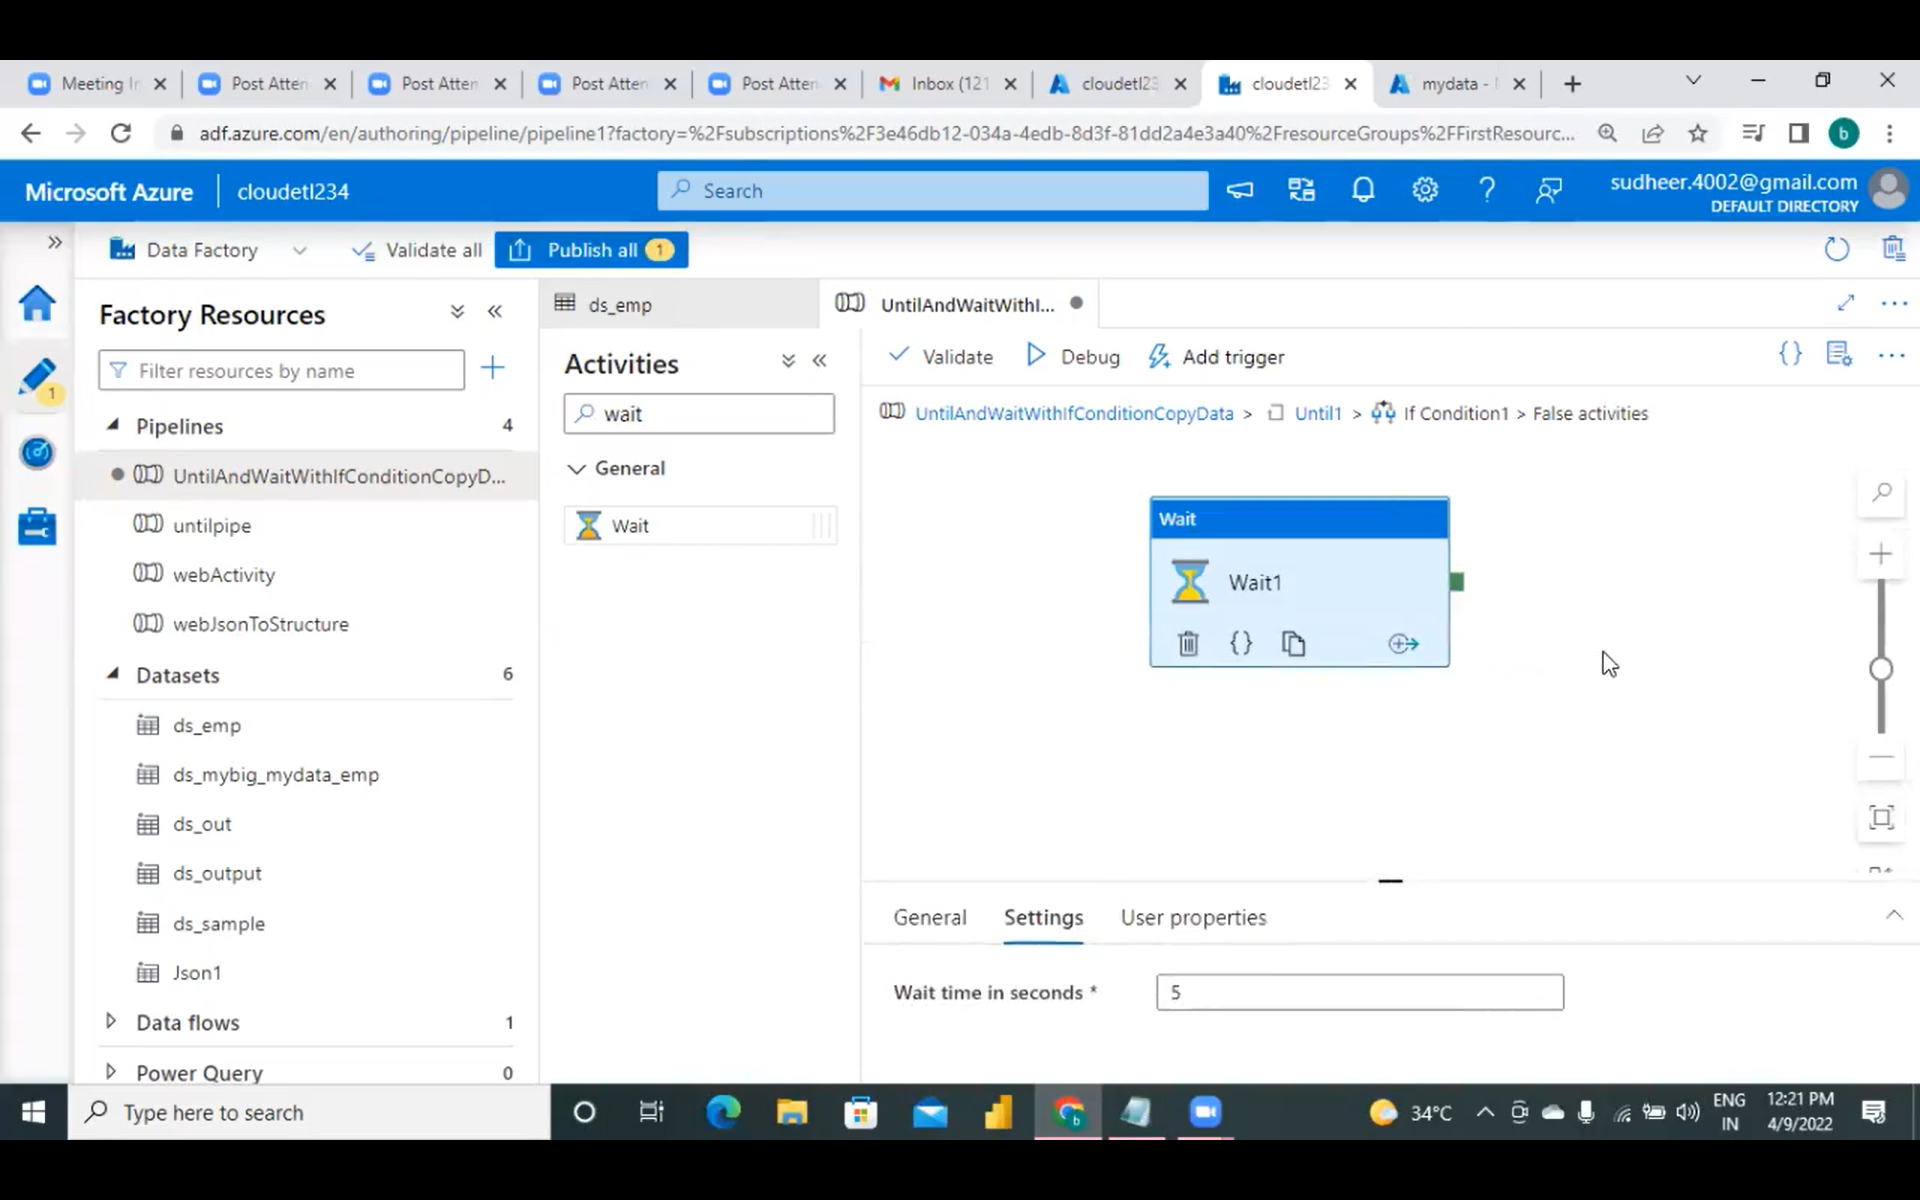 Meeting In
Post Atten
Post Atten
Post Atten
Post Atten
Inbox (121
cloudetl23
cloudetl23
mydata -
adf.azure.com/en/authoring/pipeline/pipeline1?factory=%2Fsubscriptions%2F3e46db12-034a-4edb-8d3f-81dd2a4e3a40%2FresourceGroups%2FFirstResourc...
b
Microsoft Azure
cloudetl234
Search
sudheer.4002@gmail.com
DEFAULT DIRECTORY
Data Factory
Validate all
Publish all 1
Factory Resources
Filter resources by name
1
Pipelines 4
UntilAndWaitWithIfConditionCopyD...
untilpipe
webActivity
webJsonToStructure
Datasets 6
ds_emp
ds_mybig_mydata_emp
ds_out
ds_output
ds_sample
Json1
Data flows 1
Power Query 0
ds_emp
UntilAndWaitWithI...
Activities
wait
General
Wait
Validate
Debug
Add trigger
UntilAndWaitWithIfConditionCopyData > Until1 > If Condition1 > False activities
Wait
Wait1
General
Settings
User properties
Wait time in seconds *
5
Type here to search
34°C
ENG
IN
12:21 PM
4/9/2022